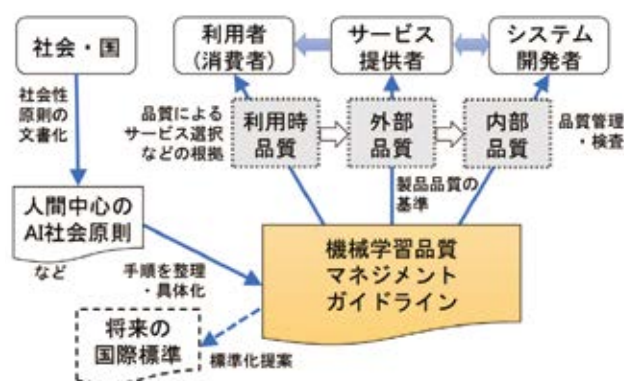 社会・国
利用者
(消費者)
サービス
提供者
システム
開発者
社会性
原則の
文書化
品質による
サービス選択
などの根拠
利用時
品質
外部
品質
内部
品質
品質管理
・検査
製品品質の
基準
人間中心の
AI社会原則
など
手順を整理
・具体化
機械学習品質
マネジメント
ガイドライン
将来の
国際標準
標準化提案